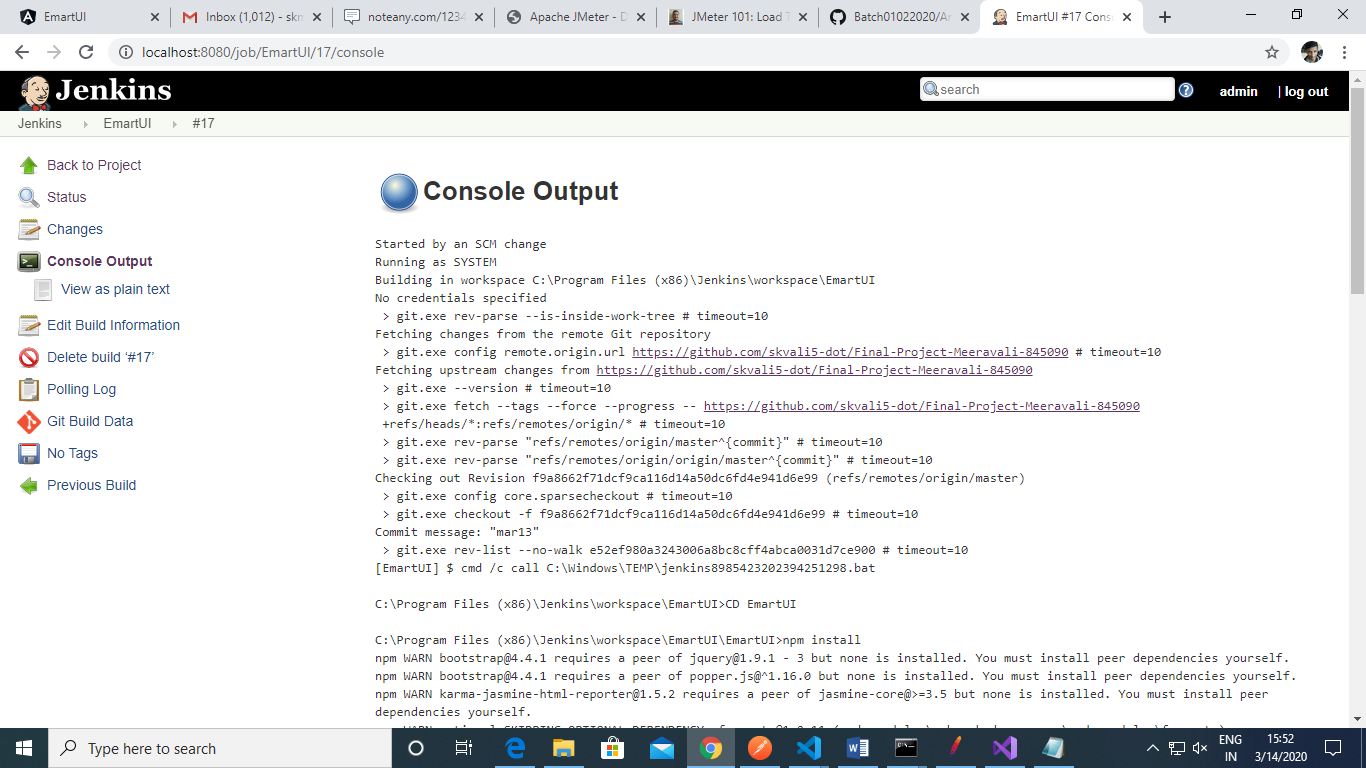 EmartUI
Inbox (1,012) - skm
noteany.com/1234
Apache JMeter - D
JMeter 101: Load T
Batch01022020/An
EmartUI #17 Conso
localhost:8080/job/EmartUI/17/console
Jenkins
search
admin
| log out
Jenkins
EmartUI
#17
Back to Project
Status
Changes
Console Output
View as plain text
Edit Build Information
Delete build ‘#17’
Polling Log
Git Build Data
No Tags
Previous Build
Console Output
Started by an SCM change
Running as SYSTEM
Building in workspace C:\Program Files (x86)\Jenkins\workspace\EmartUI
No credentials specified
> git.exe rev-parse --is-inside-work-tree # timeout=10
Fetching changes from the remote Git repository
> git.exe config remote.origin.url https://github.com/skvali5-dot/Final-Project-Meeravali-845090 # timeout=10
Fetching upstream changes from https://github.com/skvali5-dot/Final-Project-Meeravali-845090
> git.exe --version # timeout=10
> git.exe fetch --tags --force --progress -- https://github.com/skvali5-dot/Final-Project-Meeravali-845090
+refs/heads/*:refs/remotes/origin/* # timeout=10
> git.exe rev-parse "refs/remotes/origin/master^{commit}" # timeout=10
> git.exe rev-parse "refs/remotes/origin/origin/master^{commit}" # timeout=10
Checking out Revision f9a8662f71dcf9ca116d14a50dc6fd4e941d6e99 (refs/remotes/origin/master)
> git.exe config core.sparsecheckout # timeout=10
> git.exe checkout -f f9a8662f71dcf9ca116d14a50dc6fd4e941d6e99 # timeout=10
Commit message: "mar13"
> git.exe rev-list --no-walk e52ef980a3243006a8bc8cff4abca0031d7ce900 # timeout=10
[EmartUI] $ cmd /c call C:\Windows\TEMP\jenkins8985423202394251298.bat
C:\Program Files (x86)\Jenkins\workspace\EmartUI>CD EmartUI
C:\Program Files (x86)\Jenkins\workspace\EmartUI\EmartUI>npm install
npm WARN bootstrap@4.4.1 requires a peer of jquery@1.9.1 - 3 but none is installed. You must install peer dependencies yourself.
npm WARN bootstrap@4.4.1 requires a peer of popper.js@^1.16.0 but none is installed. You must install peer dependencies yourself.
npm WARN karma-jasmine-html-reporter@1.5.2 requires a peer of jasmine-core@>=3.5 but none is installed. You must install peer
dependencies yourself.
Type here to search
ENG
IN
15:52
3/14/2020